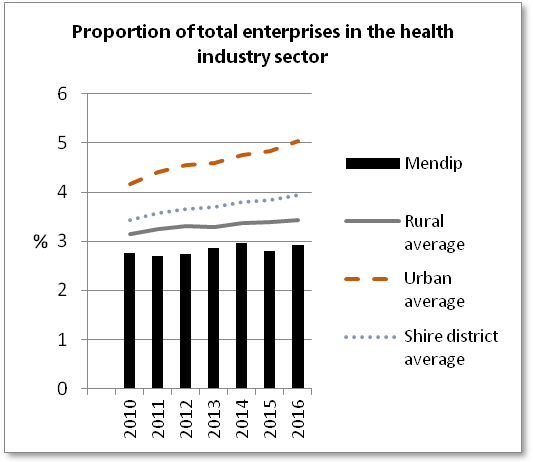 Proportion of total enterprises in the health
industry sector
6
5
4
3
2
1
0
%
2010
2011
2012
2013
2014
2015
2016
Mendip
Rural
average
Urban
average
Shire district
average